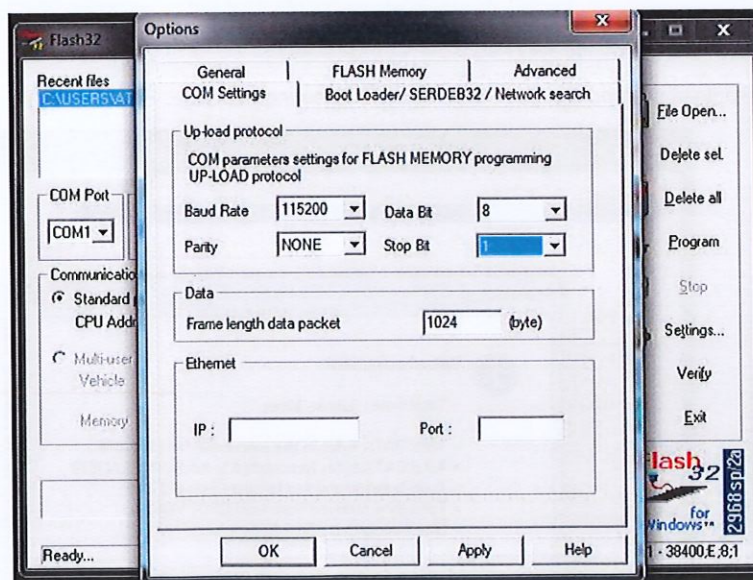 Flash32
Options
General
FLASH Memory
Advanced
COM Settings
Boot Loader/ SERDEB32 / Network search
Up-load protocol
COM parameters settings for FLASH MEMORY programming
UP-LOAD protocol
Baud Rate 115200 Data Bit 8
Parity NONE Stop Bit 1
Data
Frame length data packet 1024 (byte)
Ethernet
IP : Port :
OK Cancel Apply Help
Recent files
C:\USERS\AT
COM Port
COM1
Communicatio
Standard
CPU Addr
Multi-user
Vehicle
Memory
Ready...
File Open...
Delete sel.
Delete all
Program
Stop
Settings...
Verify
Exit
lash
32
for
Windows™
2968sp/2a
1 - 38400,E,8,1